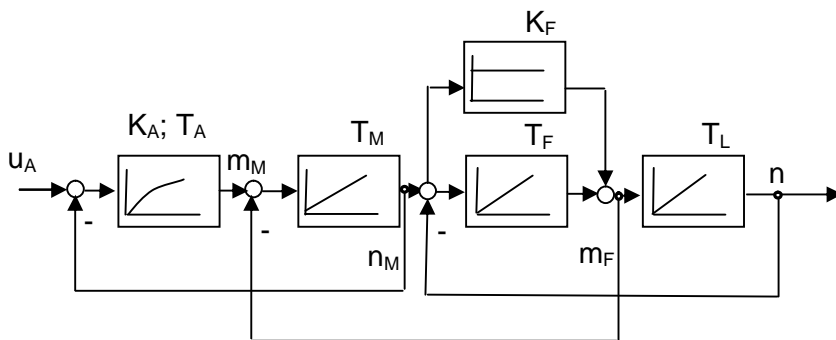 K_F
K_A; T_A
T_M
T_F
T_L
u_A
m_M
n
-
-
-
n_M
m_F